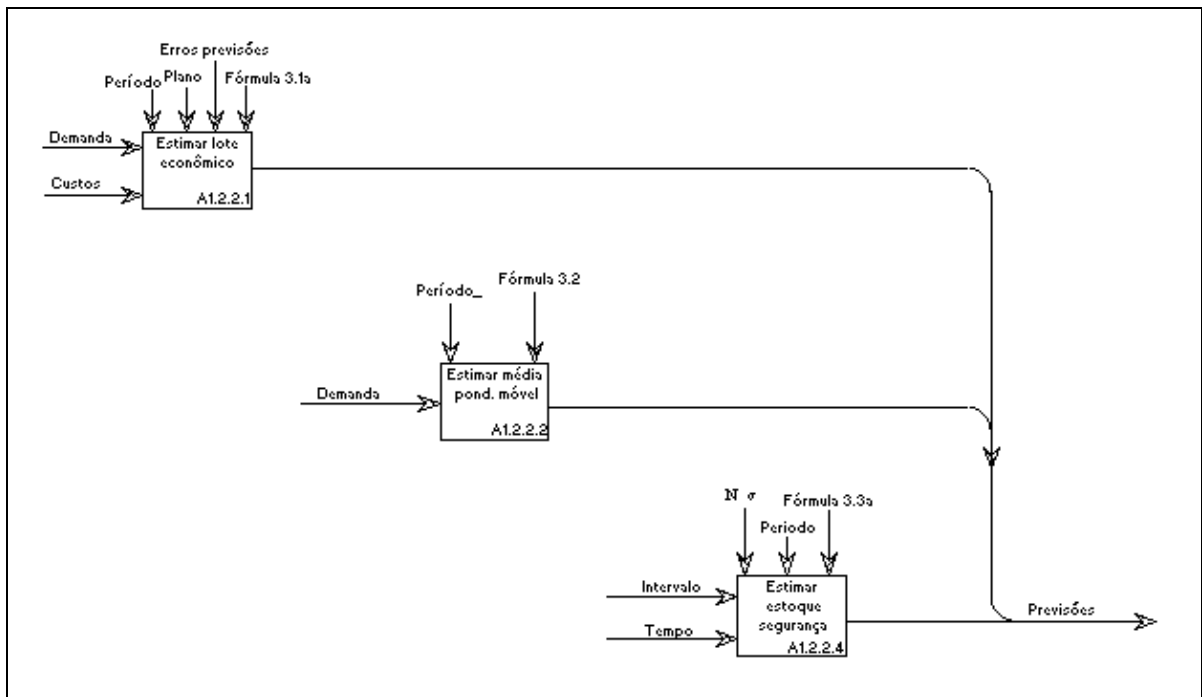 Erros previsões
Período Plano Fórmula 3.1a
Demanda
Estimar lote
econômico
Custos
A1.2.2.1
Período_ Fórmula 3.2
Demanda
Estimar média
pond. móvel
A1.2.2.2
N σ Fórmula 3.3a
Periodo
Intervalo
Estimar
estoque
segurança
Tempo
A1.2.2.4
Previsões